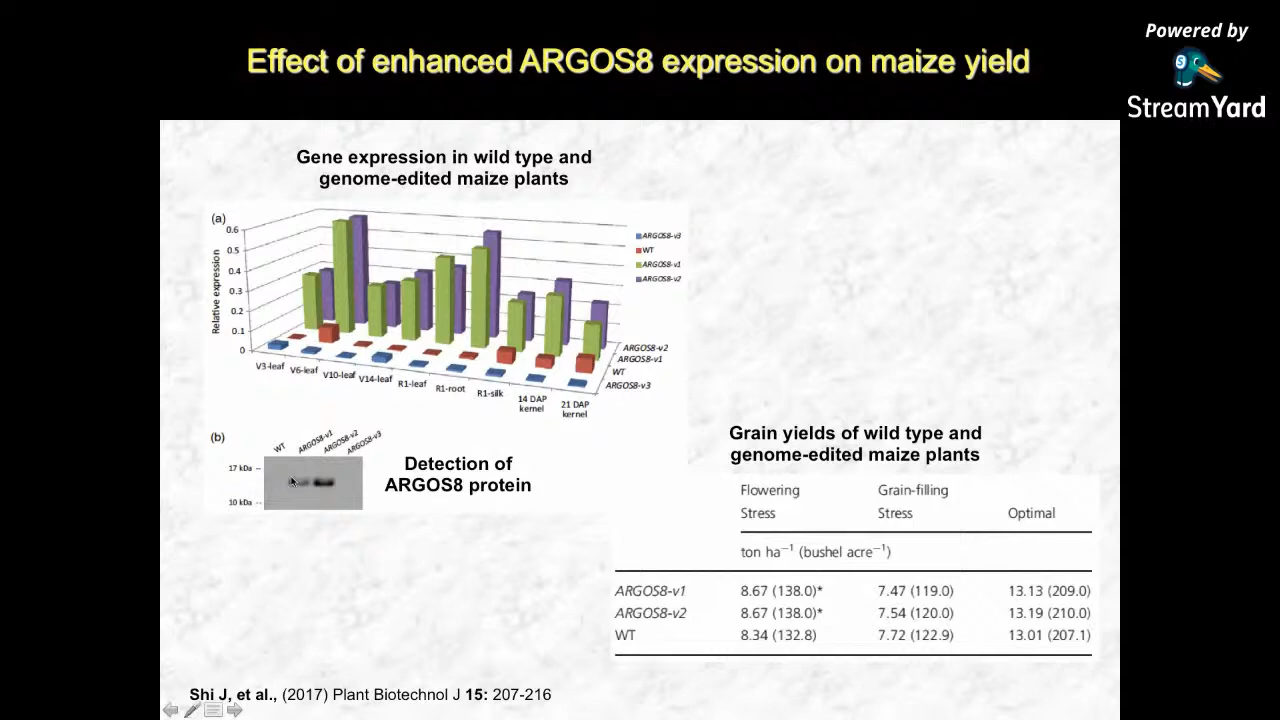 Powered by
StreamYard
Effect of enhanced ARGOS8 expression on maize yield
Gene expression in wild type and
genome-edited maize plants
(a)
0.6
0.5
0.4
0.3
0.2
0.1
0
Relative expression
ARGOS8-v3
WT
ARGOS8-v1
ARGOS8-v2
ARGOS8-v2
ARGOS8-v1
WT
ARGOS8-v3
V3-leaf V6-leaf V10-leaf V14-leaf R1-leaf R1-root R1-silk 14 DAP kernel 21 DAP kernel
(b)
WT ARGOS8-v1 ARGOS8-v2 ARGOS8-v3
17 kDa –
10 kDa --
Detection of
ARGOS8 protein
Grain yields of wild type and
genome-edited maize plants
Flowering Stress Grain-filling Stress Optimal
ton ha−1 (bushel acre−1)
ARGOS8-v1 8.67 (138.0)* 7.47 (119.0) 13.13 (209.0)
ARGOS8-v2 8.67 (138.0)* 7.54 (120.0) 13.19 (210.0)
WT 8.34 (132.8) 7.72 (122.9) 13.01 (207.1)
Shi J, et al., (2017) Plant Biotechnol J 15: 207-216